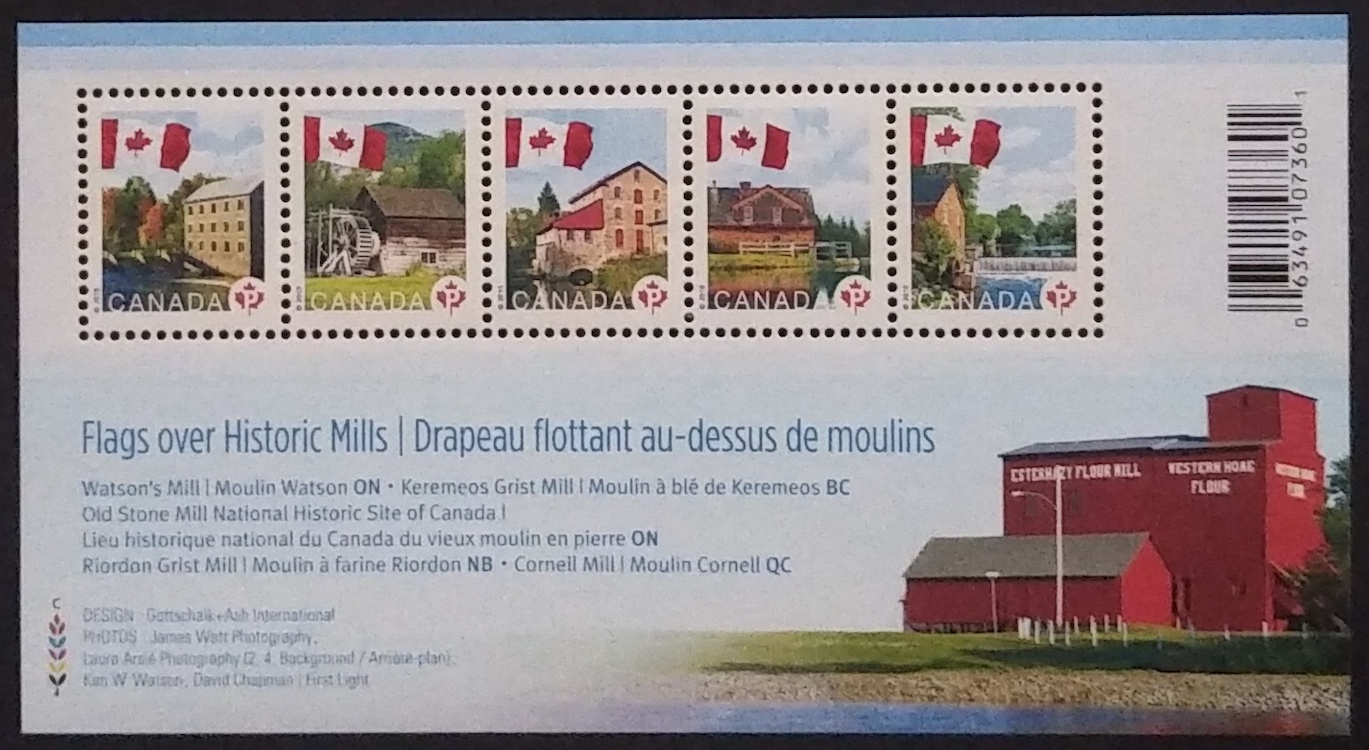 CANADA P
CANADA P
CANADA P
CANADA P
CANADA P
0 63491 07360 1
Flags over Historic Mills | Drapeau flottant au-dessus de moulins
Watson's Mill | Moulin Watson ON • Keremeos Grist Mill | Moulin à blé de Keremeos BC
Old Stone Mill National Historic Site of Canada |
Lieu historique national du Canada du vieux moulin en pierre ON
Riordon Grist Mill | Moulin à farine Riordon NB • Cornell Mill | Moulin Cornell QC
ESTERHAZY FLOUR MILL
WESTERN HOME
FLOUR
C
DESIGN : Gottschalk+Ash International
PHOTOS : James Watt Photography,
Laura Arsié Photography (2, 4, Background / Arrière-plan),
Kim W Watson, David Chapman | First Light